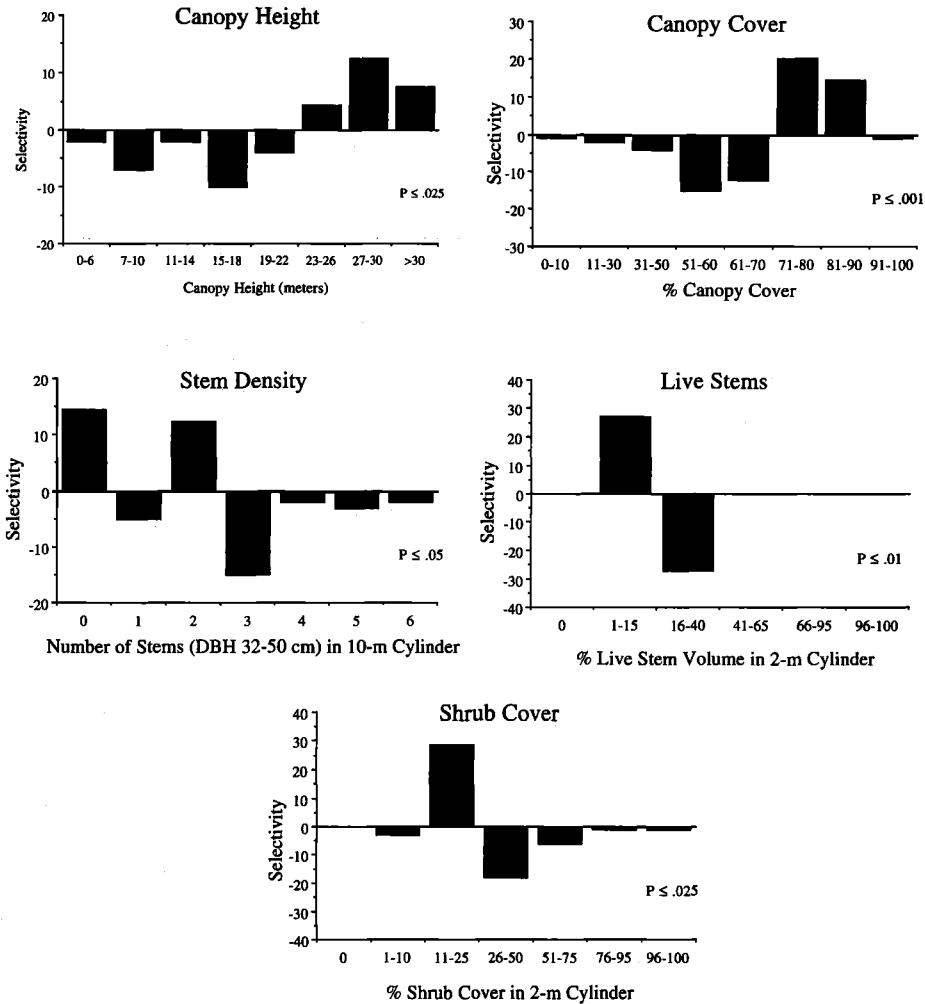 Canopy Height
20
10
0
-10
-20
Selectivity
P ≤ .025
0-6 7-10 11-14 15-18 19-22 23-26 27-30 >30
Canopy Height (meters)
Canopy Cover
30
20
10
0
-10
-20
-30
Selectivity
P ≤ .001
0-10 11-30 31-50 51-60 61-70 71-80 81-90 91-100
% Canopy Cover
Stem Density
20
10
0
-10
-20
Selectivity
P ≤ .05
0 1 2 3 4 5 6
Number of Stems (DBH 32-50 cm) in 10-m Cylinder
Live Stems
40
30
20
10
0
-10
-20
-30
-40
Selectivity
P ≤ .01
0 1-15 16-40 41-65 66-95 96-100
% Live Stem Volume in 2-m Cylinder
Shrub Cover
40
30
20
10
0
-10
-20
-30
-40
Selectivity
P ≤ .025
0 1-10 11-25 26-50 51-75 76-95 96-100
% Shrub Cover in 2-m Cylinder